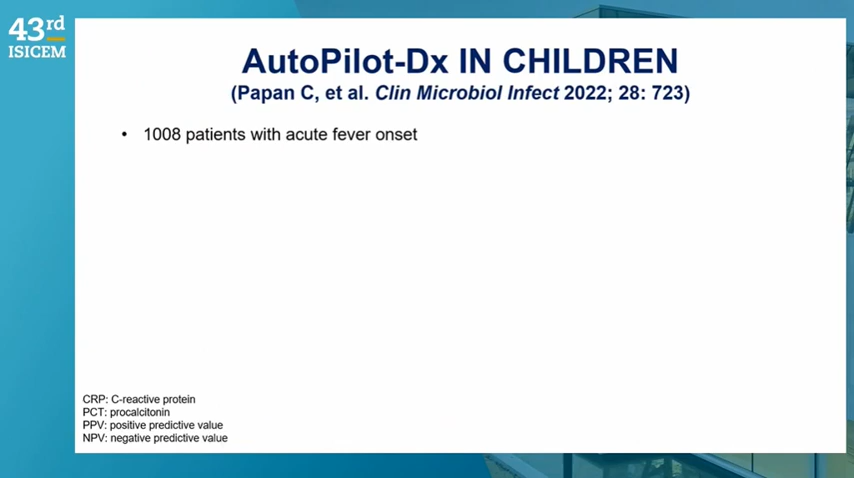 43rd
ISICEM
AutoPilot-Dx IN CHILDREN
(Papan C, et al. Clin Microbiol Infect 2022; 28: 723)
• 1008 patients with acute fever onset
CRP: C-reactive protein
PCT: procalcitonin
PPV: positive predictive value
NPV: negative predictive value